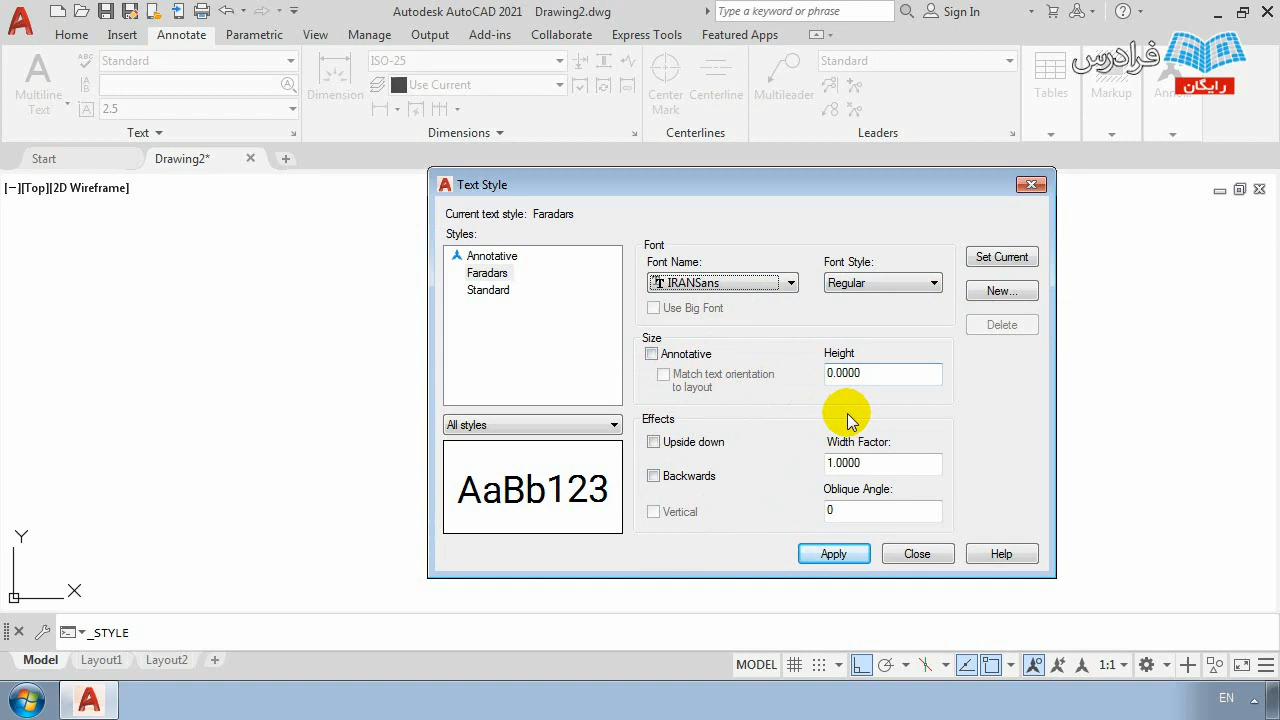 Autodesk AutoCAD 2021 Drawing2.dwg
Type a keyword or phrase
Sign In
Home Insert Annotate Parametric View Manage Output Add-ins Collaborate Express Tools Featured Apps
فرادرس
رایگان
Multiline Text
Standard
2.5
Text
Dimension
ISO-25
Use Current
Dimensions
Center Mark
Centerline
Centerlines
Multileader
Standard
Leaders
Tables
Markup
Start
Drawing2*
[−][Top][2D Wireframe]
Text Style
Current text style: Faradars
Styles:
Annotative
Faradars
Standard
All styles
AaBb123
Font
Font Name:
IRANSans
Font Style:
Regular
Use Big Font
Size
Annotative
Match text orientation
to layout
Height
0.0000
Effects
Upside down
Backwards
Vertical
Width Factor:
1.0000
Oblique Angle:
0
Set Current
New...
Delete
Apply
Close
Help
Y
X
_STYLE
Model Layout1 Layout2
MODEL
1:1
EN